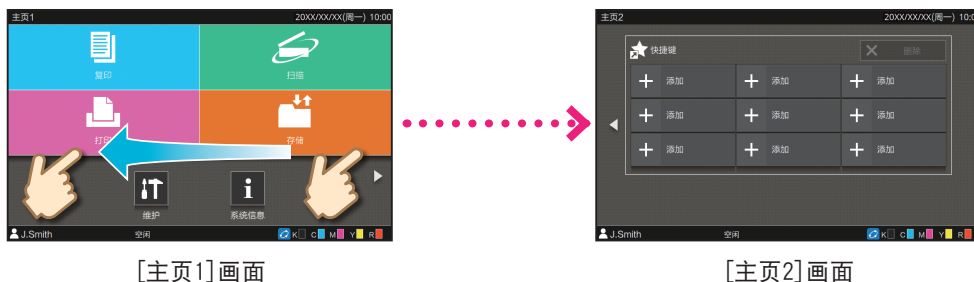 主页1
20XX/XX/XX(周一) 10:00
复印
扫描
打印
存储
维护
系统信息
J.Smith
空闲
K C M Y R
[主页1]画面
主页2
20XX/XX/XX(周一) 10:0
快捷键
删除
添加 添加 添加
添加 添加 添加
添加 添加 添加
J.Smith
空闲
K C M Y R
[主页2]画面